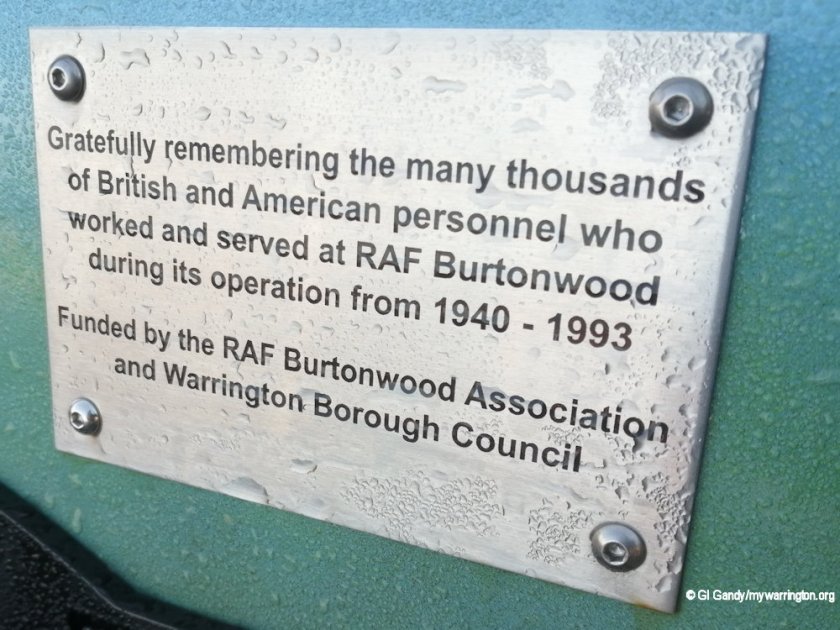 Gratefully remembering the many thousands
of British and American personnel who
worked and served at RAF Burtonwood
during its operation from 1940 - 1993
Funded by the RAF Burtonwood Association
and Warrington Borough Council
© GI Gandy/mywarrington.org